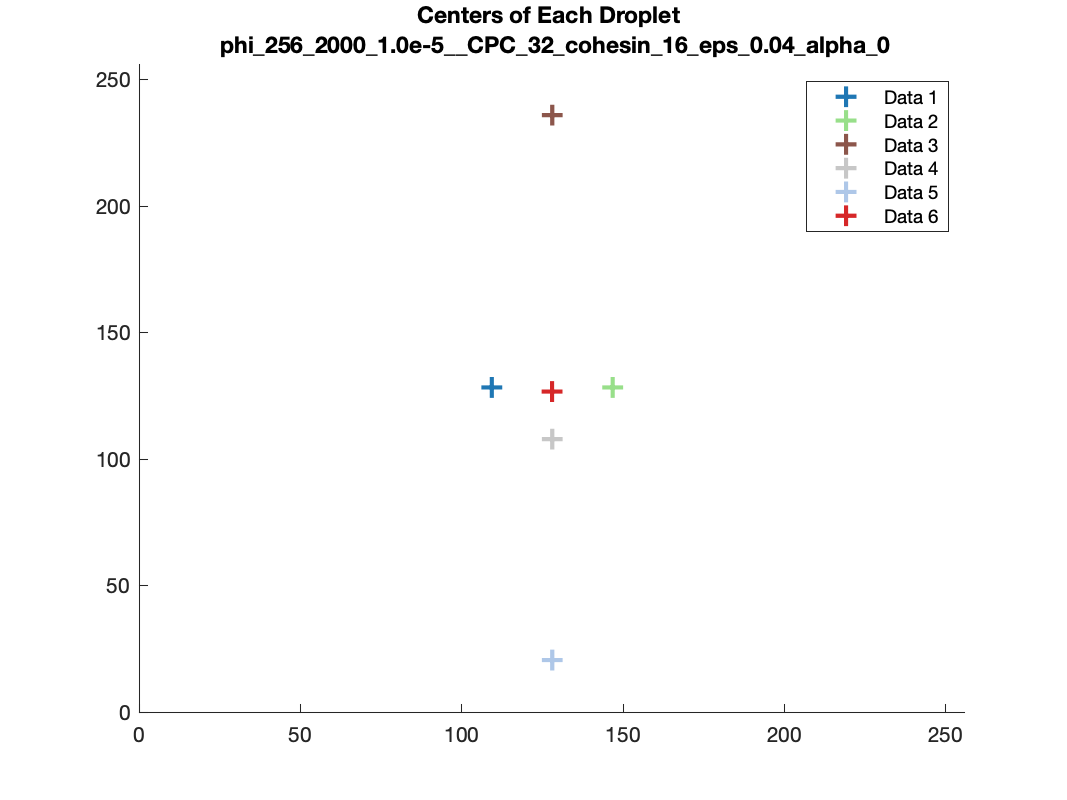 Centers of Each Droplet
phi_256_2000_1.0e-5__CPC_32_cohesin_16_eps_0.04_alpha_0
250
200
150
100
50
0
0 50 100 150 200 250
Data 1
Data 2
Data 3
Data 4
Data 5
Data 6